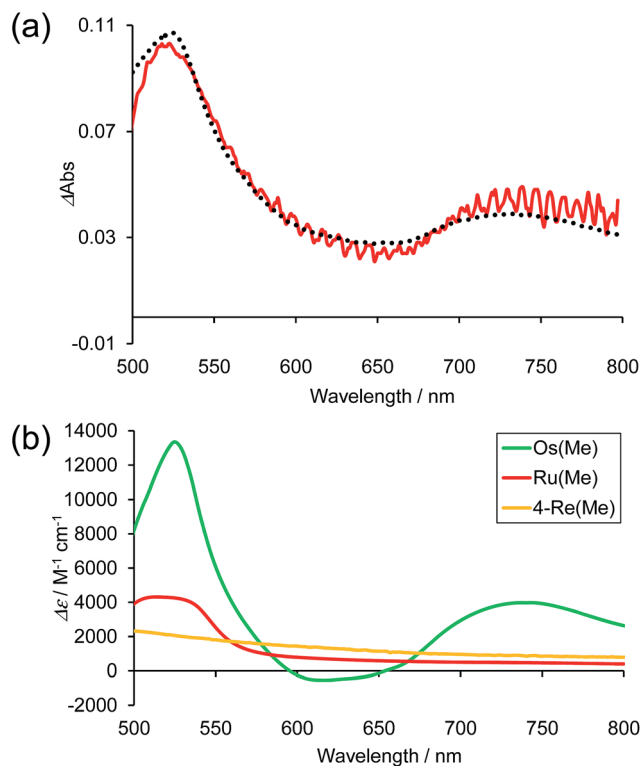 (a)
0.11
0.07
0.03
-0.01
ΔAbs
500 550 600 650 700 750 800
Wavelength / nm
(b)
14000
12000
10000
8000
6000
4000
2000
0
-2000
Δε / M-1 cm-1
Os(Me)
Ru(Me)
4-Re(Me)
500 550 600 650 700 750 800
Wavelength / nm